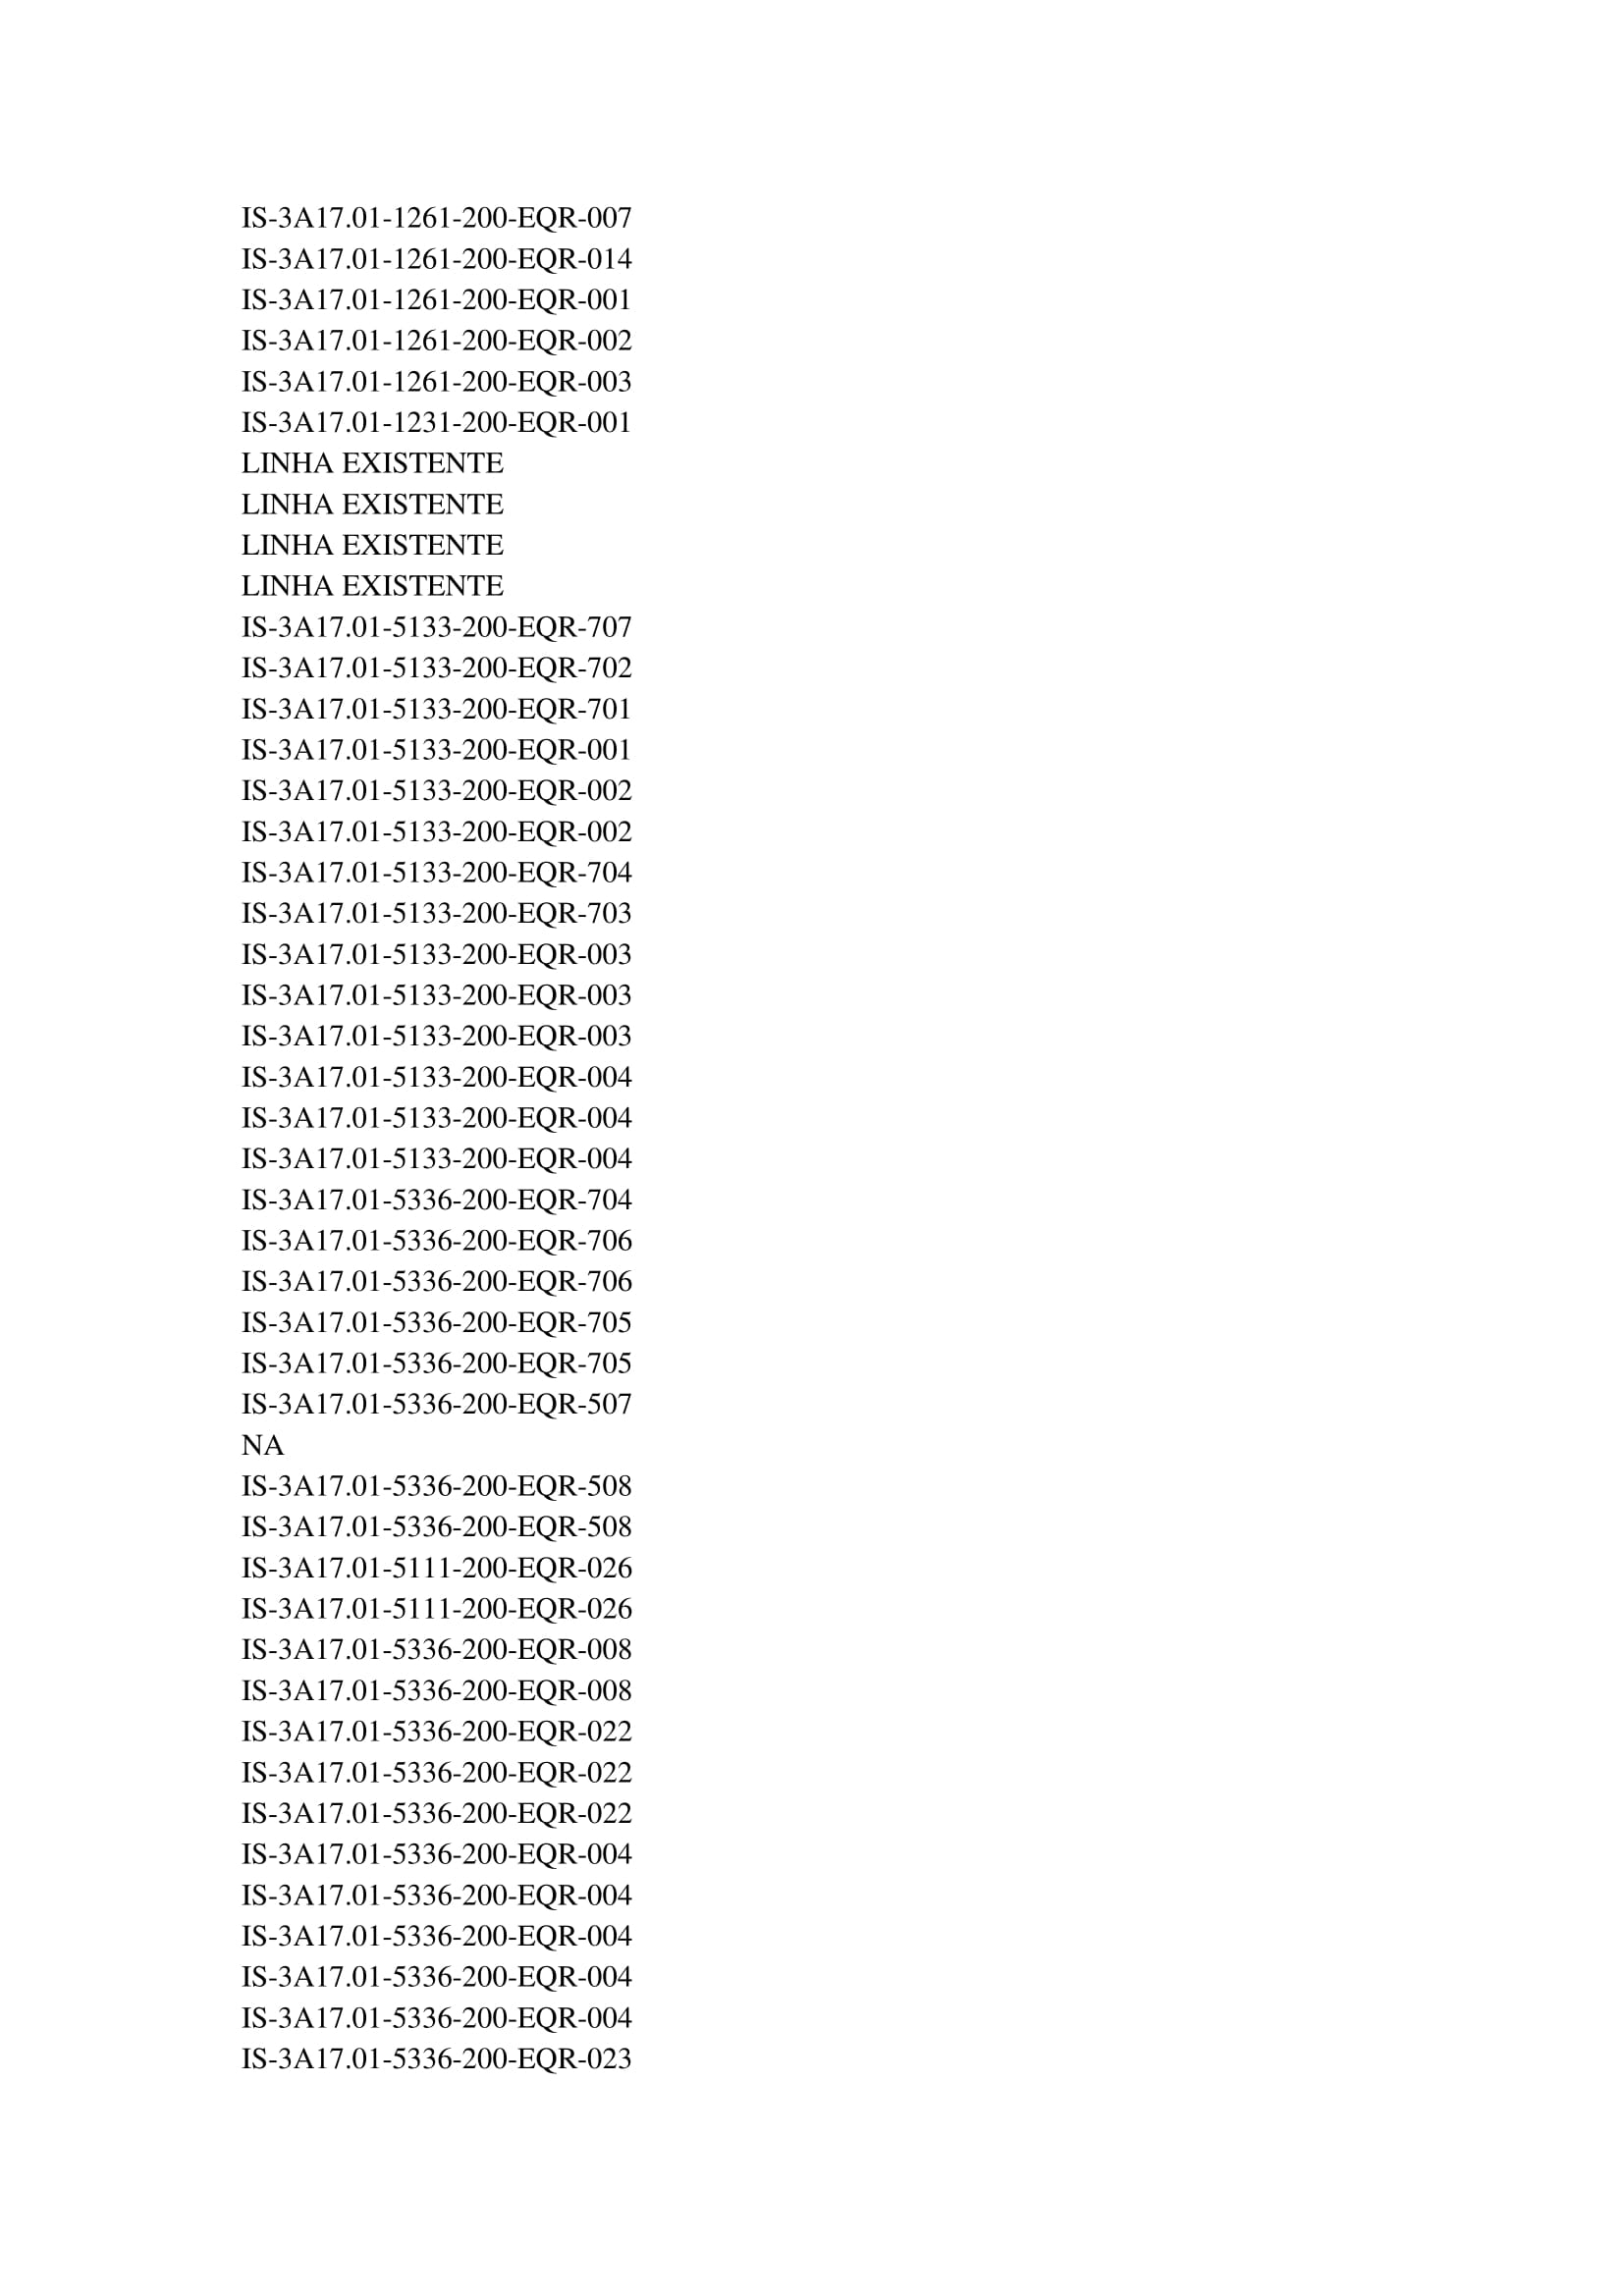 IS-3A17.01-1261-200-EQR-007
IS-3A17.01-1261-200-EQR-014
IS-3A17.01-1261-200-EQR-001
IS-3A17.01-1261-200-EQR-002
IS-3A17.01-1261-200-EQR-003
IS-3A17.01-1231-200-EQR-001
LINHA EXISTENTE
LINHA EXISTENTE
LINHA EXISTENTE
LINHA EXISTENTE
IS-3A17.01-5133-200-EQR-707
IS-3A17.01-5133-200-EQR-702
IS-3A17.01-5133-200-EQR-701
IS-3A17.01-5133-200-EQR-001
IS-3A17.01-5133-200-EQR-002
IS-3A17.01-5133-200-EQR-002
IS-3A17.01-5133-200-EQR-704
IS-3A17.01-5133-200-EQR-703
IS-3A17.01-5133-200-EQR-003
IS-3A17.01-5133-200-EQR-003
IS-3A17.01-5133-200-EQR-003
IS-3A17.01-5133-200-EQR-004
IS-3A17.01-5133-200-EQR-004
IS-3A17.01-5133-200-EQR-004
IS-3A17.01-5336-200-EQR-704
IS-3A17.01-5336-200-EQR-706
IS-3A17.01-5336-200-EQR-706
IS-3A17.01-5336-200-EQR-705
IS-3A17.01-5336-200-EQR-705
IS-3A17.01-5336-200-EQR-507
NA
IS-3A17.01-5336-200-EQR-508
IS-3A17.01-5336-200-EQR-508
IS-3A17.01-5111-200-EQR-026
IS-3A17.01-5111-200-EQR-026
IS-3A17.01-5336-200-EQR-008
IS-3A17.01-5336-200-EQR-008
IS-3A17.01-5336-200-EQR-022
IS-3A17.01-5336-200-EQR-022
IS-3A17.01-5336-200-EQR-022
IS-3A17.01-5336-200-EQR-004
IS-3A17.01-5336-200-EQR-004
IS-3A17.01-5336-200-EQR-004
IS-3A17.01-5336-200-EQR-004
IS-3A17.01-5336-200-EQR-004
IS-3A17.01-5336-200-EQR-023